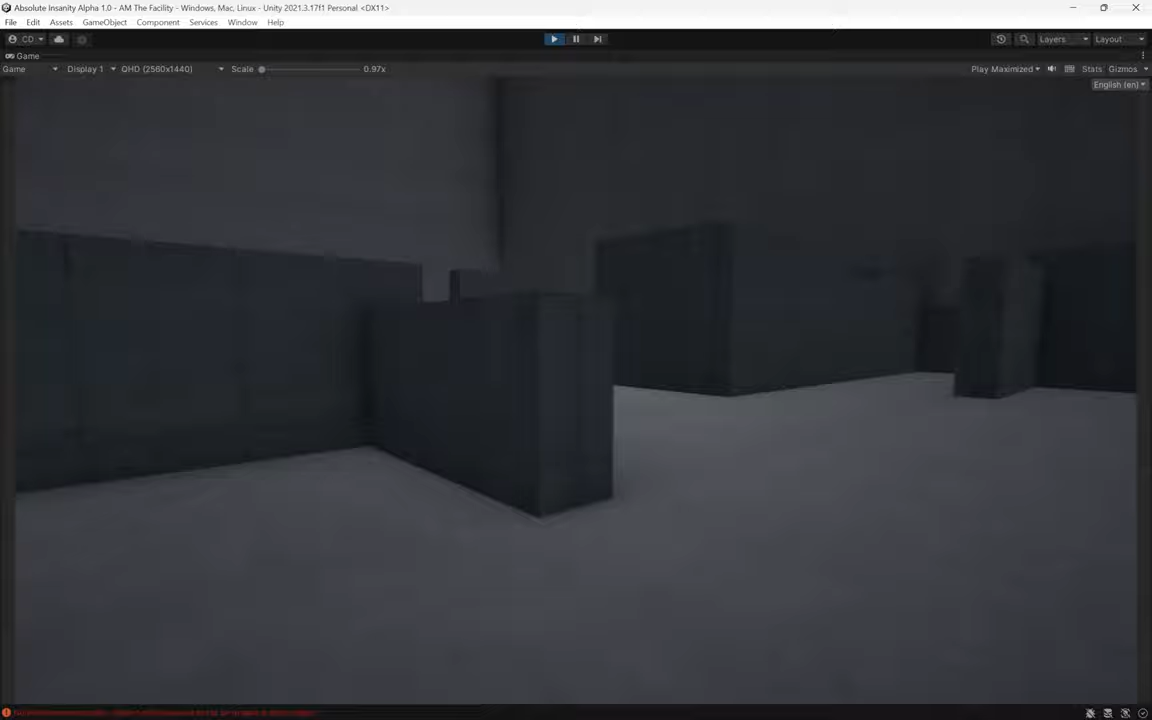 Absolute Insanity Alpha 1.0 - AM The Facility - Windows, Mac, Linux - Unity 2021.3.17f1 Personal <DX11>
File Edit Assets GameObject Component Services Window Help
CD Layers Layout
Game
Game Display 1 QHD (2560x1440) Scale 0.97x Play Maximized Stats Gizmos
English (en)